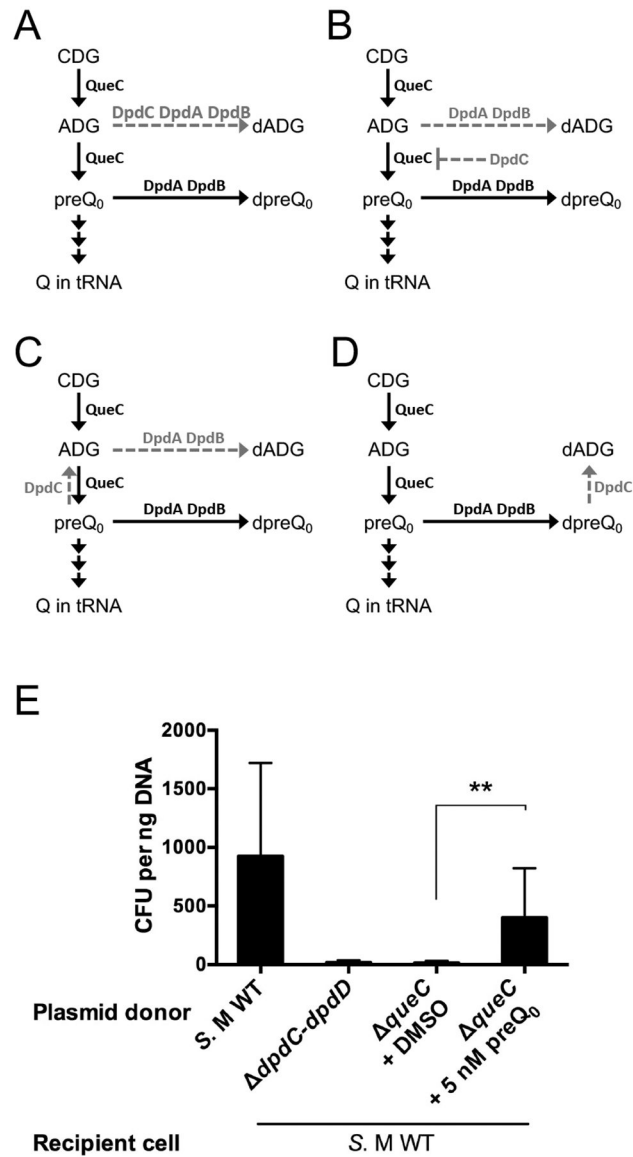 A
CDG
QueC
DpdC DpdA DpdB
ADG
dADG
QueC
DpdA DpdB
preQ₀
dpreQ₀
Q in tRNA
B
CDG
QueC
DpdA DpdB
ADG
dADG
QueC
DpdC
DpdA DpdB
preQ₀
dpreQ₀
Q in tRNA
C
CDG
QueC
DpdA DpdB
ADG
dADG
DpdC
QueC
DpdA DpdB
preQ₀
dpreQ₀
Q in tRNA
D
CDG
QueC
ADG
dADG
QueC
DpdC
DpdA DpdB
preQ₀
dpreQ₀
Q in tRNA
E
CFU per ng DNA
2000
1500
1000
500
0
**
Plasmid donor
S. M WT
ΔdpdC-dpdD
ΔqueC
+ DMSO
ΔqueC
+ 5 nM preQ₀
Recipient cell
S. M WT